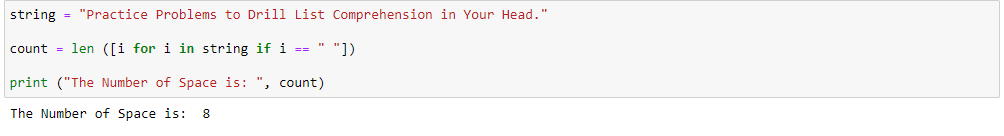 string = "Practice Problems to Drill List Comprehension in Your Head."
count = len ([i for i in string if i == " "])
print ("The Number of Space is: ", count)
The Number of Space is:  8